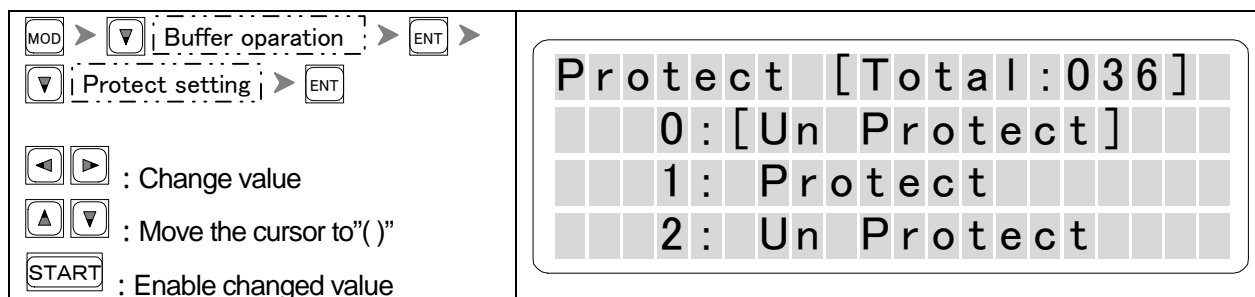 MOD > ▼ Buffer oparation > ENT >
▼ Protect setting > ENT
◀ ▶ : Change value
▲ ▼ : Move the cursor to"( )"
START : Enable changed value
Protect [Total:036]
0:[Un Protect]
1: Protect
2: Un Protect